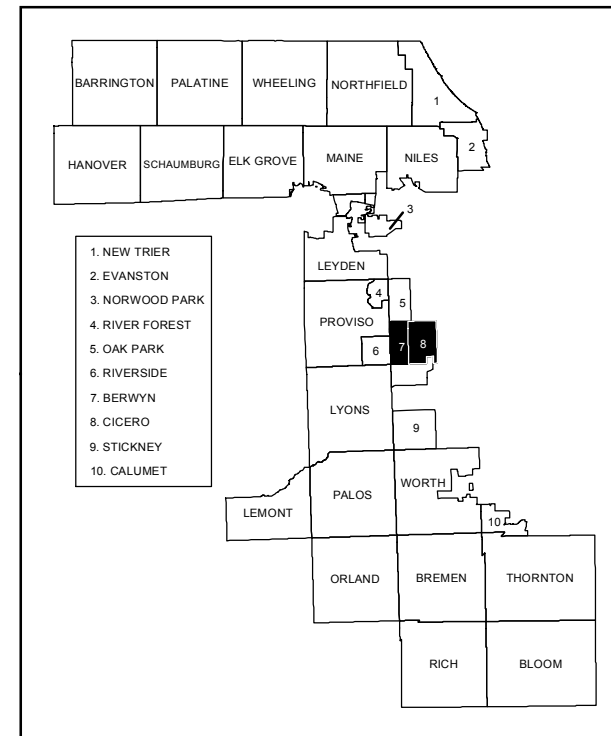 BARRINGTON PALATINE WHEELING NORTHFIELD
1
2
HANOVER SCHAUMBURG ELK GROVE MAINE NILES
3
1. NEW TRIER
2. EVANSTON
3. NORWOOD PARK
4. RIVER FOREST
5. OAK PARK
6. RIVERSIDE
7. BERWYN
8. CICERO
9. STICKNEY
10. CALUMET
LEYDEN
4
5
PROVISO
6
7
8
LYONS
9
WORTH
PALOS
LEMONT
10
ORLAND BREMEN THORNTON
RICH BLOOM